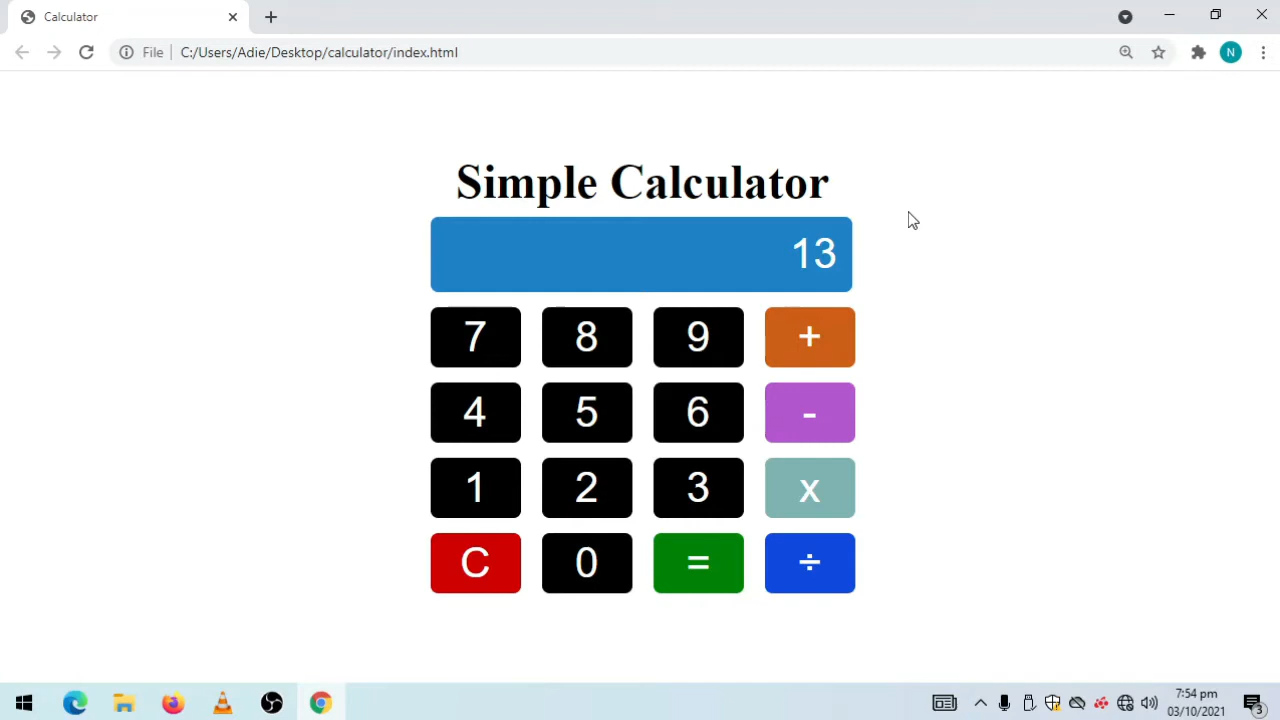 Calculator
File C:/Users/Adie/Desktop/calculator/index.html
N
Simple Calculator
13
7 8 9 +
4 5 6 -
1 2 3 x
C 0 = ÷
7:54 pm
03/10/2021
3